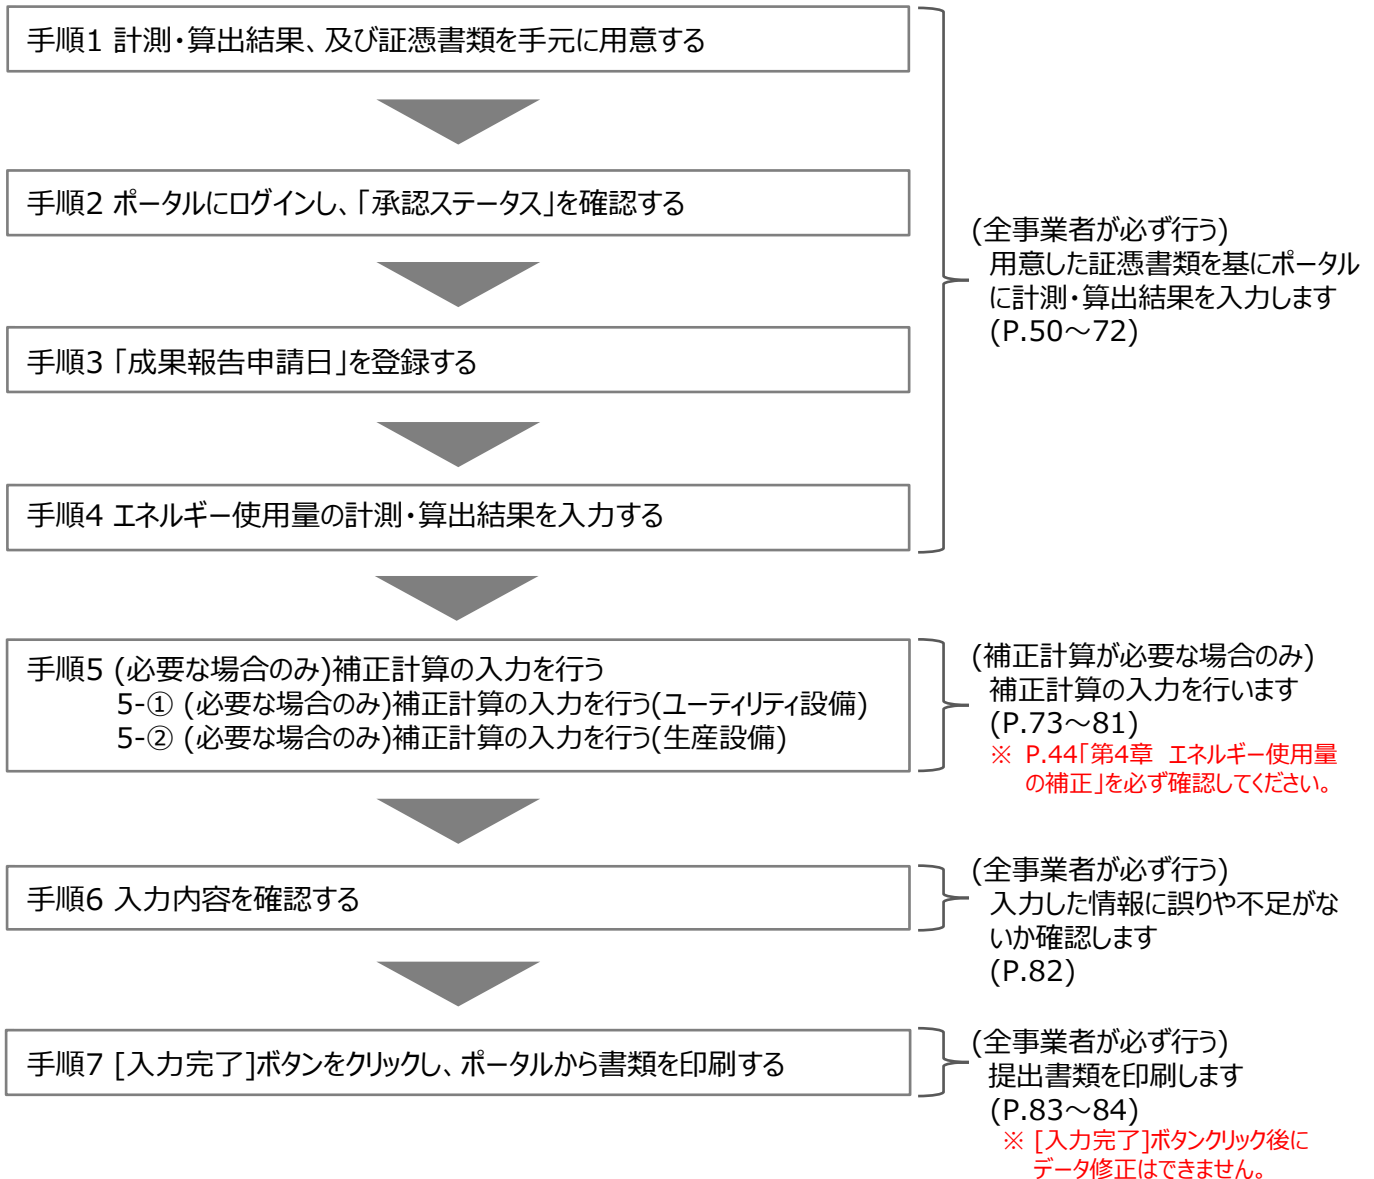 手順1 計測・算出結果、及び証憑書類を手元に用意する
手順2 ポータルにログインし、「承認ステータス」を確認する
手順3 「成果報告申請日」を登録する
手順4 エネルギー使用量の計測・算出結果を入力する
(全事業者が必ず行う)
用意した証憑書類を基にポータル
に計測・算出結果を入力します
(P.50～72)
手順5 (必要な場合のみ)補正計算の入力を行う
5-① (必要な場合のみ)補正計算の入力を行う(ユーティリティ設備)
5-② (必要な場合のみ)補正計算の入力を行う(生産設備)
(補正計算が必要な場合のみ)
補正計算の入力を行います
(P.73～81)
※ P.44「第4章 エネルギー使用量
の補正」を必ず確認してください。
手順6 入力内容を確認する
(全事業者が必ず行う)
入力した情報に誤りや不足がな
いか確認します
(P.82)
手順7 [入力完了]ボタンをクリックし、ポータルから書類を印刷する
(全事業者が必ず行う)
提出書類を印刷します
(P.83～84)
※ [入力完了]ボタンクリック後に
データ修正はできません。